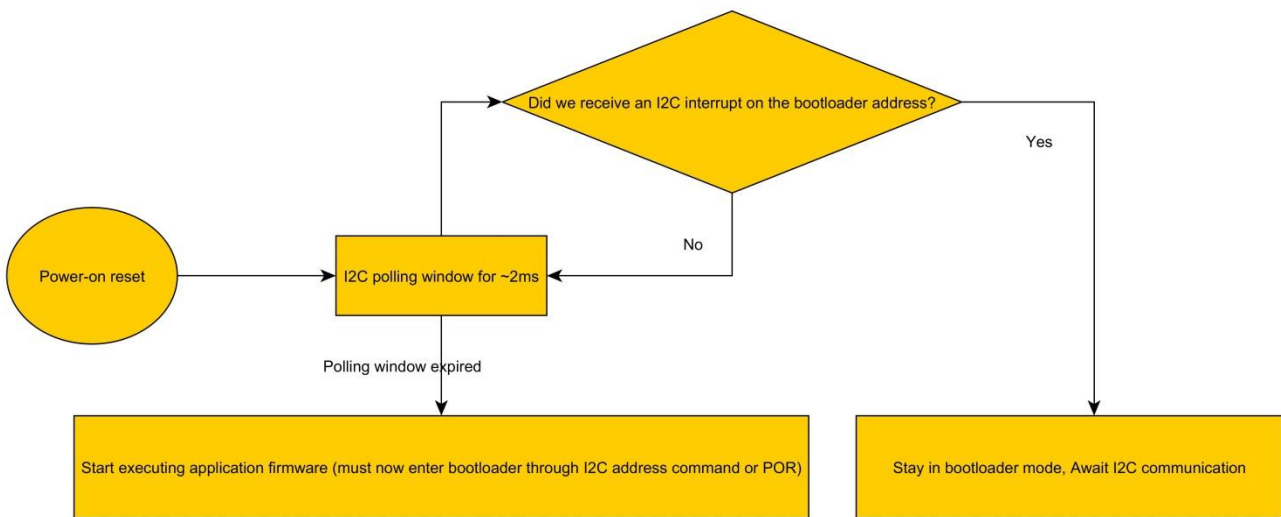 Did we receive an I2C interrupt on the bootloader address?
Yes
No
Power-on reset
I2C polling window for ~2ms
Polling window expired
Start executing application firmware (must now enter bootloader through I2C address command or POR)
Stay in bootloader mode, Await I2C communication